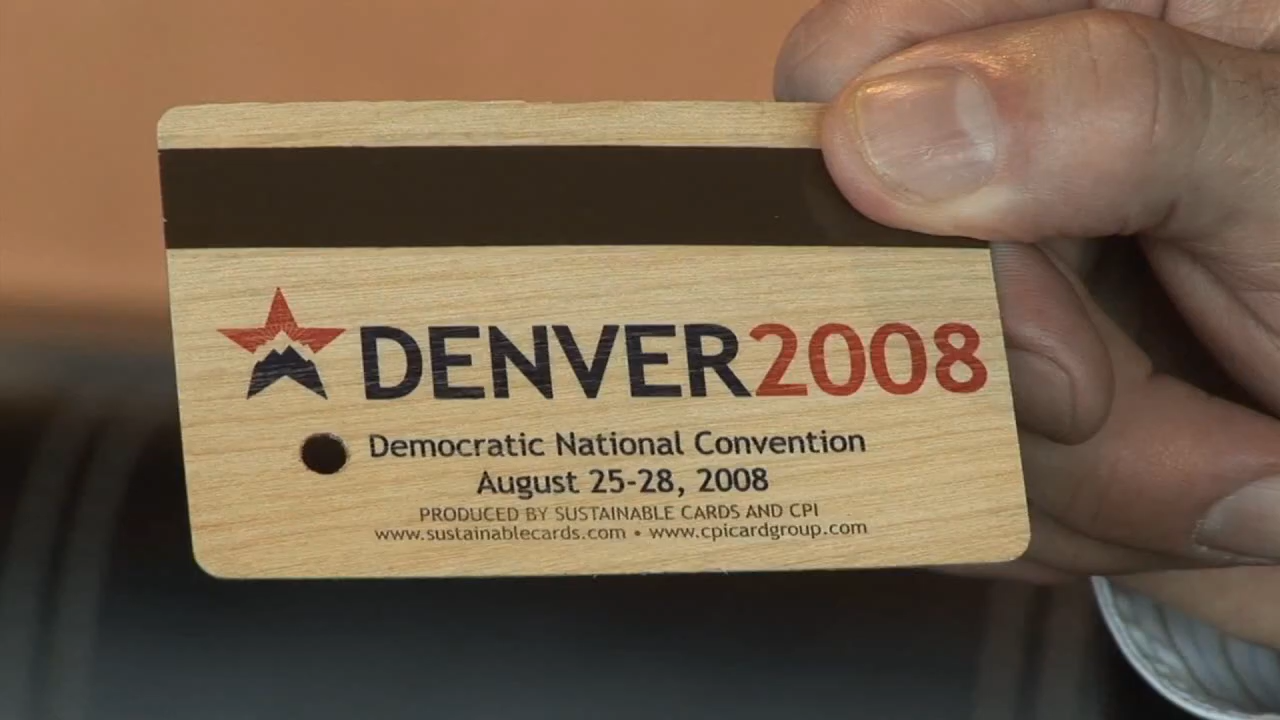 DENVER2008
Democratic National Convention
August 25-28, 2008
PRODUCED BY SUSTAINABLE CARDS AND CPI
www.sustainablecards.com • www.cpicardgroup.com